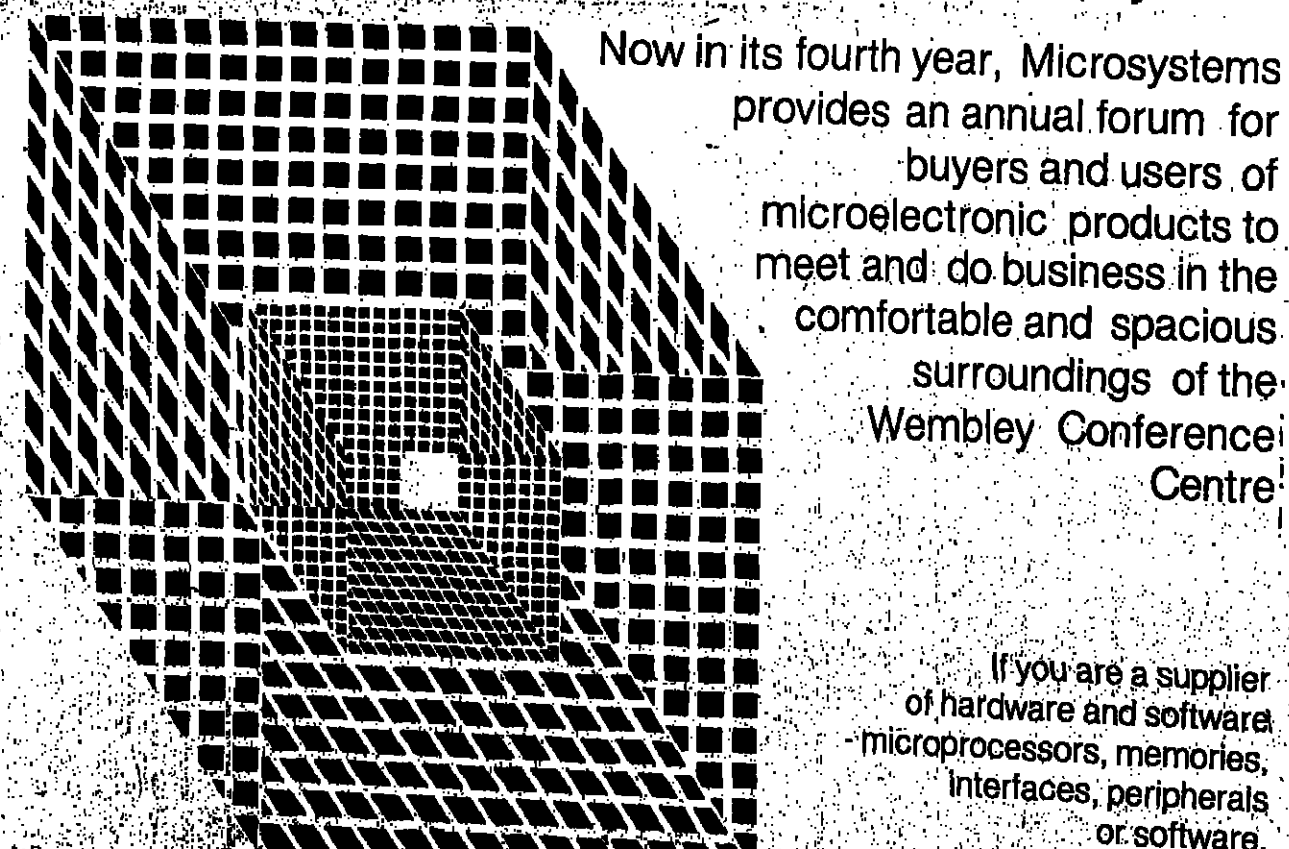 Now in its fourth year, Microsystems
provides an annual forum for
buyers and users of
microelectronic products to
meet and do business in the
comfortable and spacious
surroundings of the
Wembley Conference
Centre
If you are a supplier
of hardware and software
- microprocessors, memories,
interfaces, peripherals
or software,